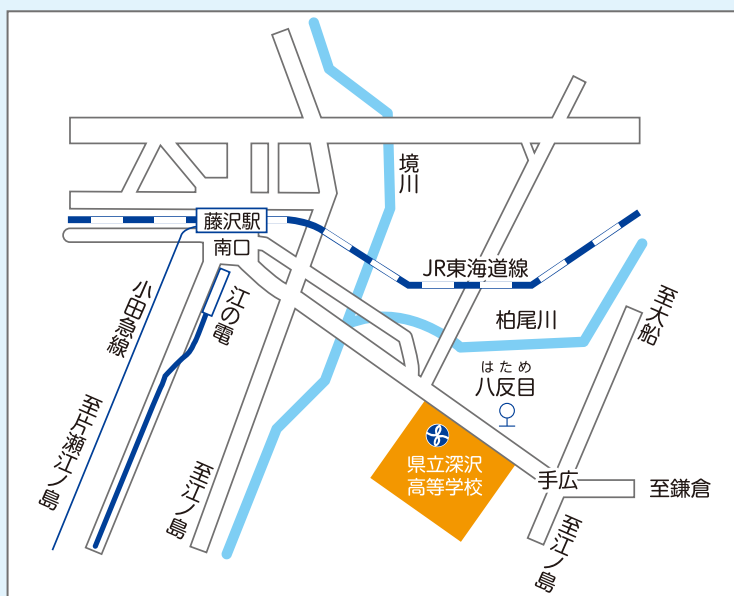 境川
藤沢駅
南口
JR東海道線
小田急線
江の電
柏尾川
至大船
はため
八反目
県立深沢
高等学校
手広
至鎌倉
至片瀬江ノ島
至江ノ島
至江ノ島